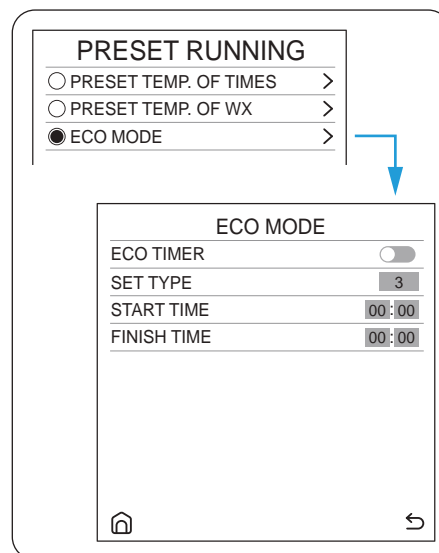 PRESET RUNNING
PRESET TEMP. OF TIMES
PRESET TEMP. OF WX
ECO MODE
ECO MODE
ECO TIMER
SET TYPE 3
START TIME 00:00
FINISH TIME 00:00